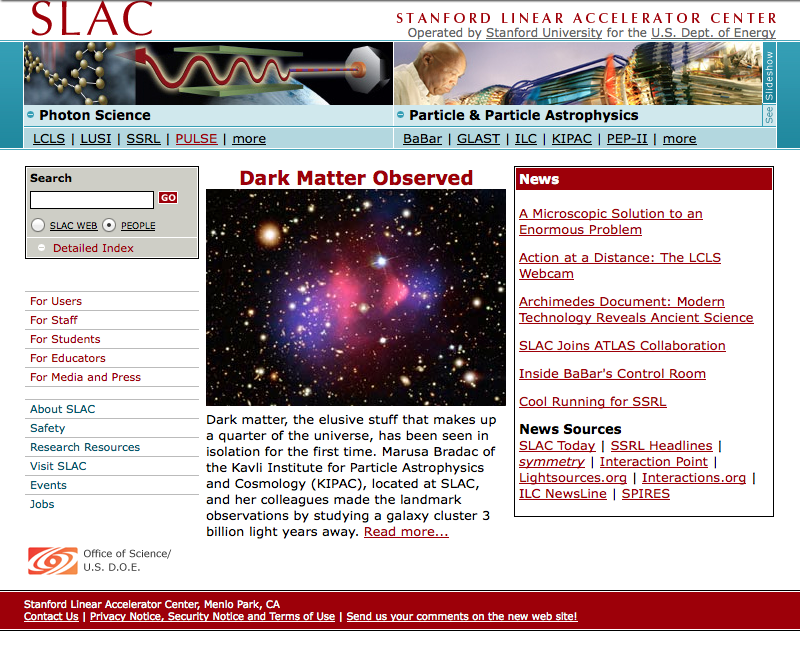 SLAC
STANFORD LINEAR ACCELERATOR CENTER
Operated by Stanford University for the U.S. Dept. of Energy
See Slideshow
Photon Science
LCLS | LUSI | SSRL | PULSE | more
Particle & Particle Astrophysics
BaBar | GLAST | ILC | KIPAC | PEP-II | more
Search
GO
SLAC WEB PEOPLE
Detailed Index
For Users
For Staff
For Students
For Educators
For Media and Press
About SLAC
Safety
Research Resources
Visit SLAC
Events
Jobs
Office of Science/
U.S. D.O.E.
Dark Matter Observed
Dark matter, the elusive stuff that makes up
a quarter of the universe, has been seen in
isolation for the first time. Marusa Bradac of
the Kavli Institute for Particle Astrophysics
and Cosmology (KIPAC), located at SLAC,
and her colleagues made the landmark
observations by studying a galaxy cluster 3
billion light years away. Read more...
News
A Microscopic Solution to an
Enormous Problem
Action at a Distance: The LCLS
Webcam
Archimedes Document: Modern
Technology Reveals Ancient Science
SLAC Joins ATLAS Collaboration
Inside BaBar's Control Room
Cool Running for SSRL
News Sources
SLAC Today | SSRL Headlines |
symmetry | Interaction Point |
Lightsources.org | Interactions.org |
ILC NewsLine | SPIRES
Stanford Linear Accelerator Center, Menlo Park, CA
Contact Us | Privacy Notice, Security Notice and Terms of Use | Send us your comments on the new web site!